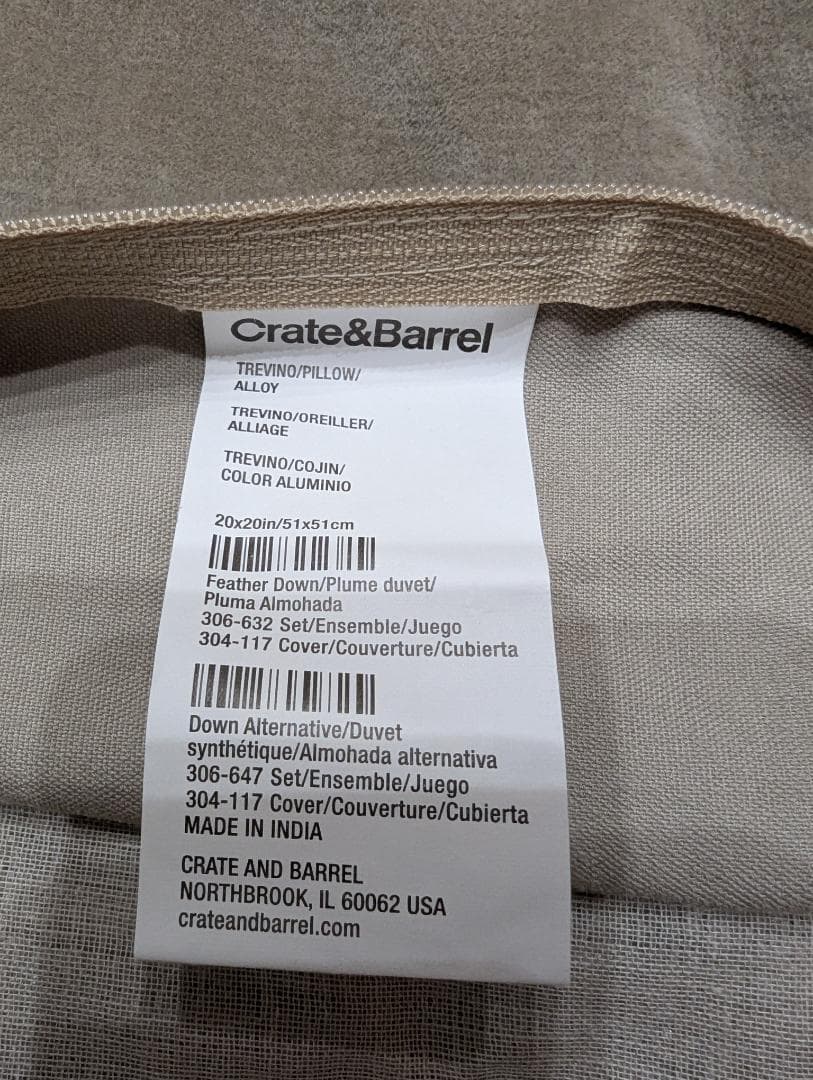 Crate&Barrel
TREVINO/PILLOW/
ALLOY
TREVINO/OREILLER/
ALLIAGE
TREVINO/COJIN/
COLOR ALUMINIO
20x20in/51x51cm
Feather Down/Plume duvet/
Pluma Almohada
306-632 Set/Ensemble/Juego
304-117 Cover/Couverture/Cubierta
Down Alternative/Duvet
synthétique/Almohada alternativa
306-647 Set/Ensemble/Juego
304-117 Cover/Couverture/Cubierta
MADE IN INDIA
CRATE AND BARREL
NORTHBROOK, IL 60062 USA
crateandbarrel.com